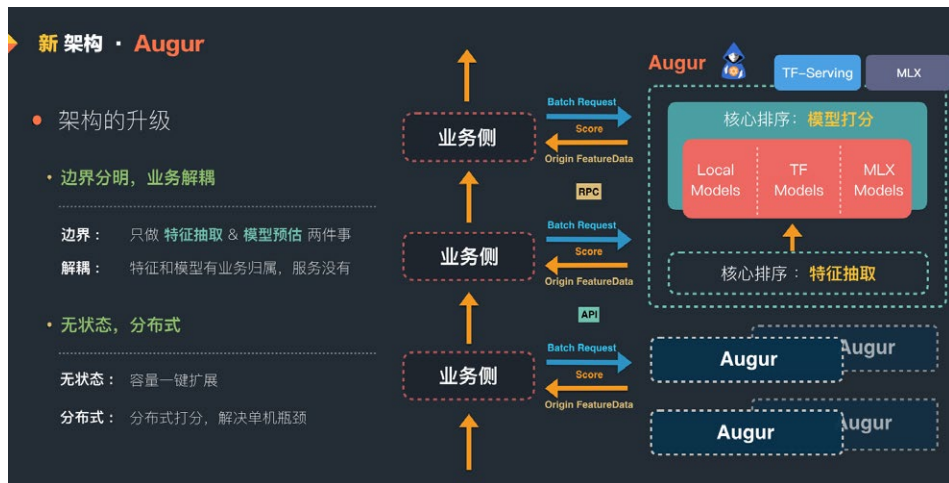 新 架构 · Augur
• 架构的升级
• 边界分明，业务解耦
边界： 只做 特征抽取 & 模型预估 两件事
解耦： 特征和模型有业务归属，服务没有
• 无状态，分布式
无状态： 容量一键扩展
分布式： 分布式打分，解决单机瓶颈
业务侧
Batch Request
Score
Origin FeatureData
RPC
业务侧
Batch Request
Score
Origin FeatureData
API
业务侧
Batch Request
Score
Origin FeatureData
Augur
TF-Serving
MLX
核心排序：模型打分
Local Models
TF Models
MLX Models
核心排序：特征抽取
Augur
Augur
Augur
Augur